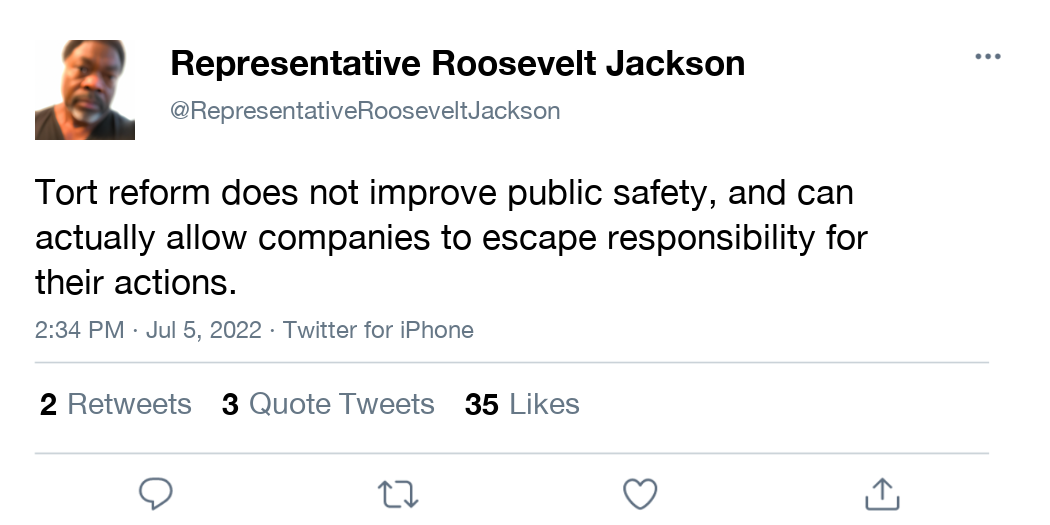 Representative Roosevelt Jackson
@RepresentativeRooseveltJackson
Tort reform does not improve public safety, and can
actually allow companies to escape responsibility for
their actions.
2:34 PM · Jul 5, 2022 · Twitter for iPhone
2 Retweets 3 Quote Tweets 35 Likes